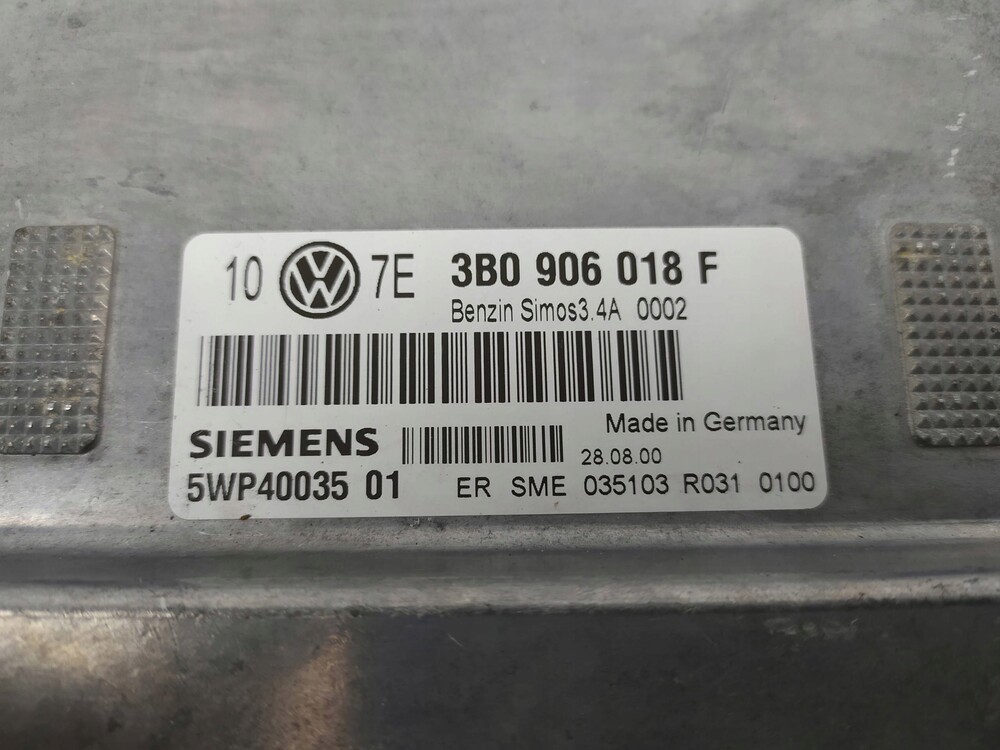 10 VW 7E 3B0 906 018 F
Benzin Simos3.4A 0002
Made in Germany
SIEMENS 28.08.00
5WP40035 01 ER SME 035103 R031 0100